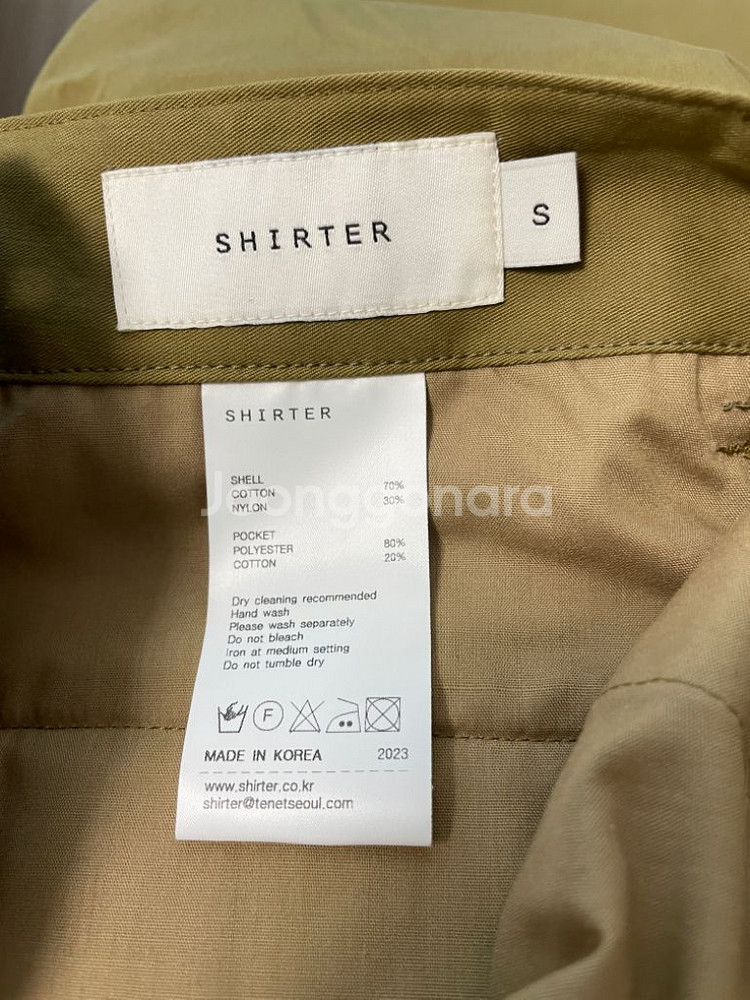 SHIRTER
S
SHIRTER
SHELL
COTTON 70%
NYLON 30%
Joonggonara
POCKET
POLYESTER 80%
COTTON 20%
Dry cleaning recommended
Hand wash
Please wash separately
Do not bleach
Iron at medium setting
Do not tumble dry
F
MADE IN KOREA 2023
www.shirter.co.kr
shirter@tenetseoul.com